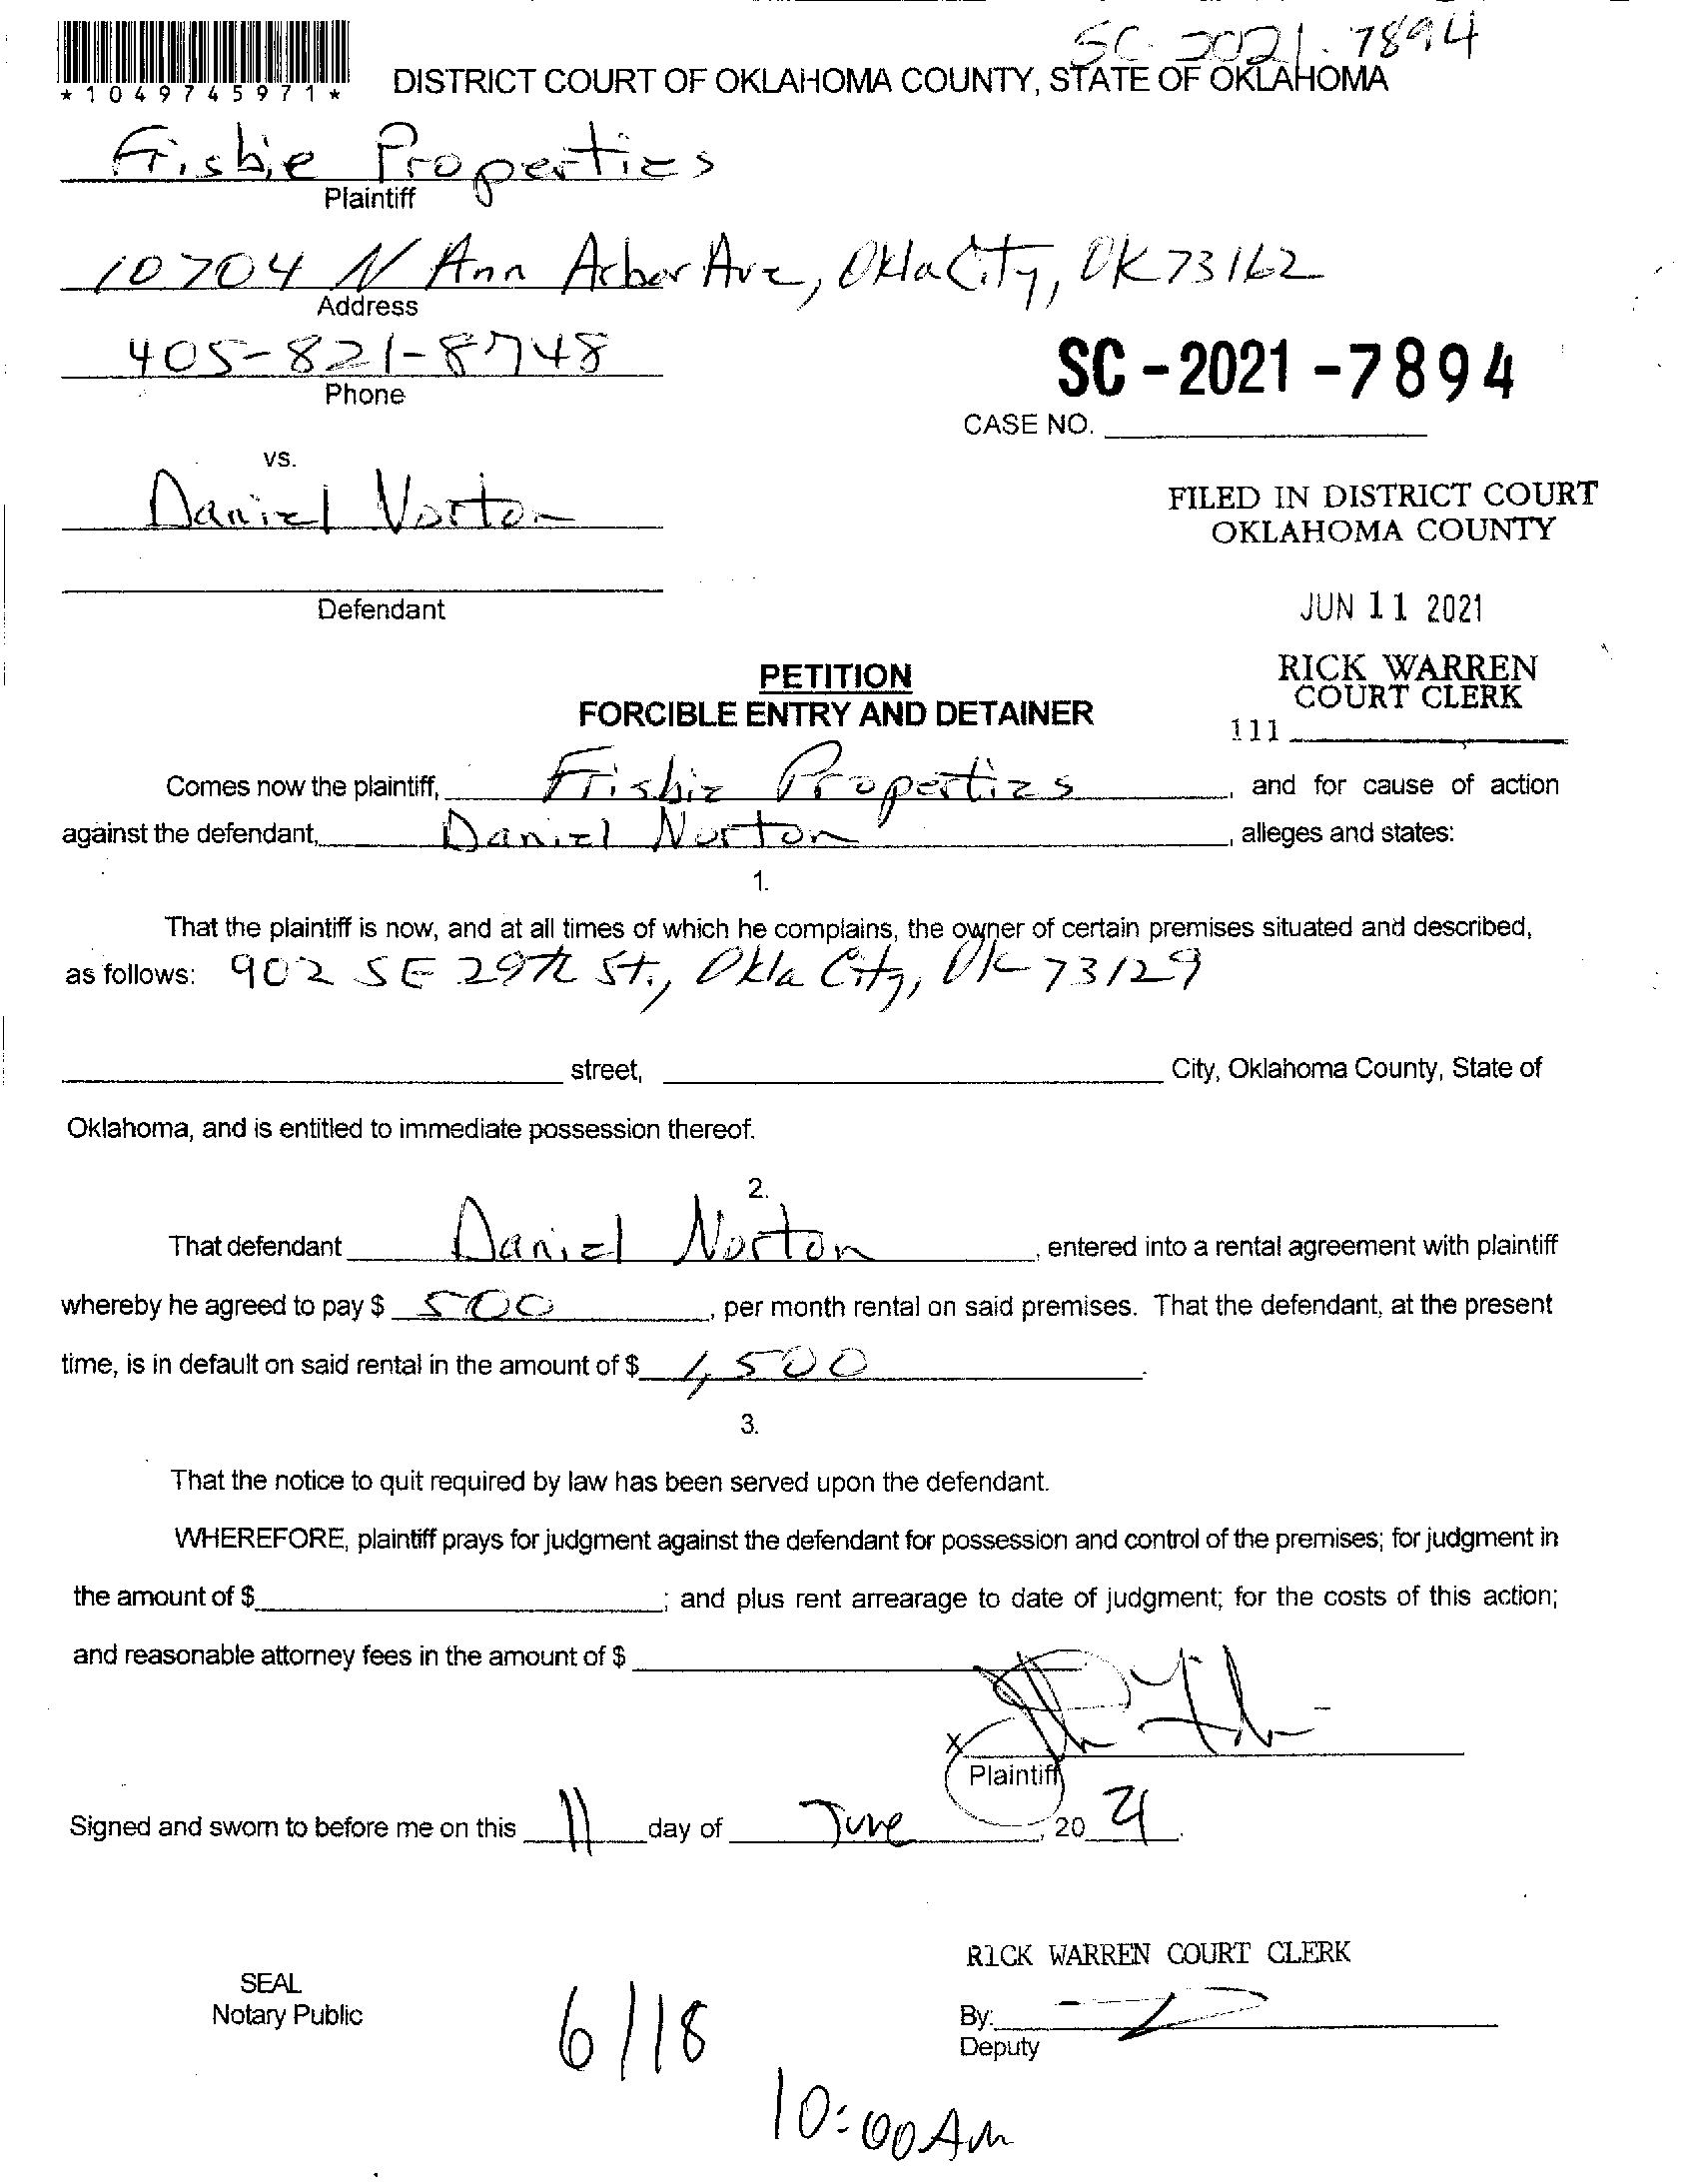 SC-2021-7894
*1049745971*
DISTRICT COURT OF OKLAHOMA COUNTY, STATE OF OKLAHOMA
Frisbie Properties
Plaintiff
10704 N Ann Arbor Ave, Okla City, OK 73162
Address
405-821-8748
Phone
SC-2021-7894
CASE NO.
vs.
Daniel Norton
FILED IN DISTRICT COURT
OKLAHOMA COUNTY
Defendant
JUN 11 2021
PETITION
FORCIBLE ENTRY AND DETAINER
RICK WARREN
COURT CLERK
111
Comes now the plaintiff, Frisbie Properties, and for cause of action
against the defendant, Daniel Norton, alleges and states:
1.
That the plaintiff is now, and at all times of which he complains, the owner of certain premises situated and described,
as follows: 902 SE 29th St., Okla City, OK 73129
street, City, Oklahoma County, State of
Oklahoma, and is entitled to immediate possession thereof.
2.
That defendant Daniel Norton, entered into a rental agreement with plaintiff
whereby he agreed to pay $ 500, per month rental on said premises. That the defendant, at the present
time, is in default on said rental in the amount of $ 1,500.
3.
That the notice to quit required by law has been served upon the defendant.
WHEREFORE, plaintiff prays for judgment against the defendant for possession and control of the premises; for judgment in
the amount of $ ; and plus rent arrearage to date of judgment; for the costs of this action;
and reasonable attorney fees in the amount of $
X
Plaintiff
Signed and sworn to before me on this 11 day of June, 20 21.
RICK WARREN COURT CLERK
SEAL
Notary Public
By:
Deputy
6/18
10:00 AM